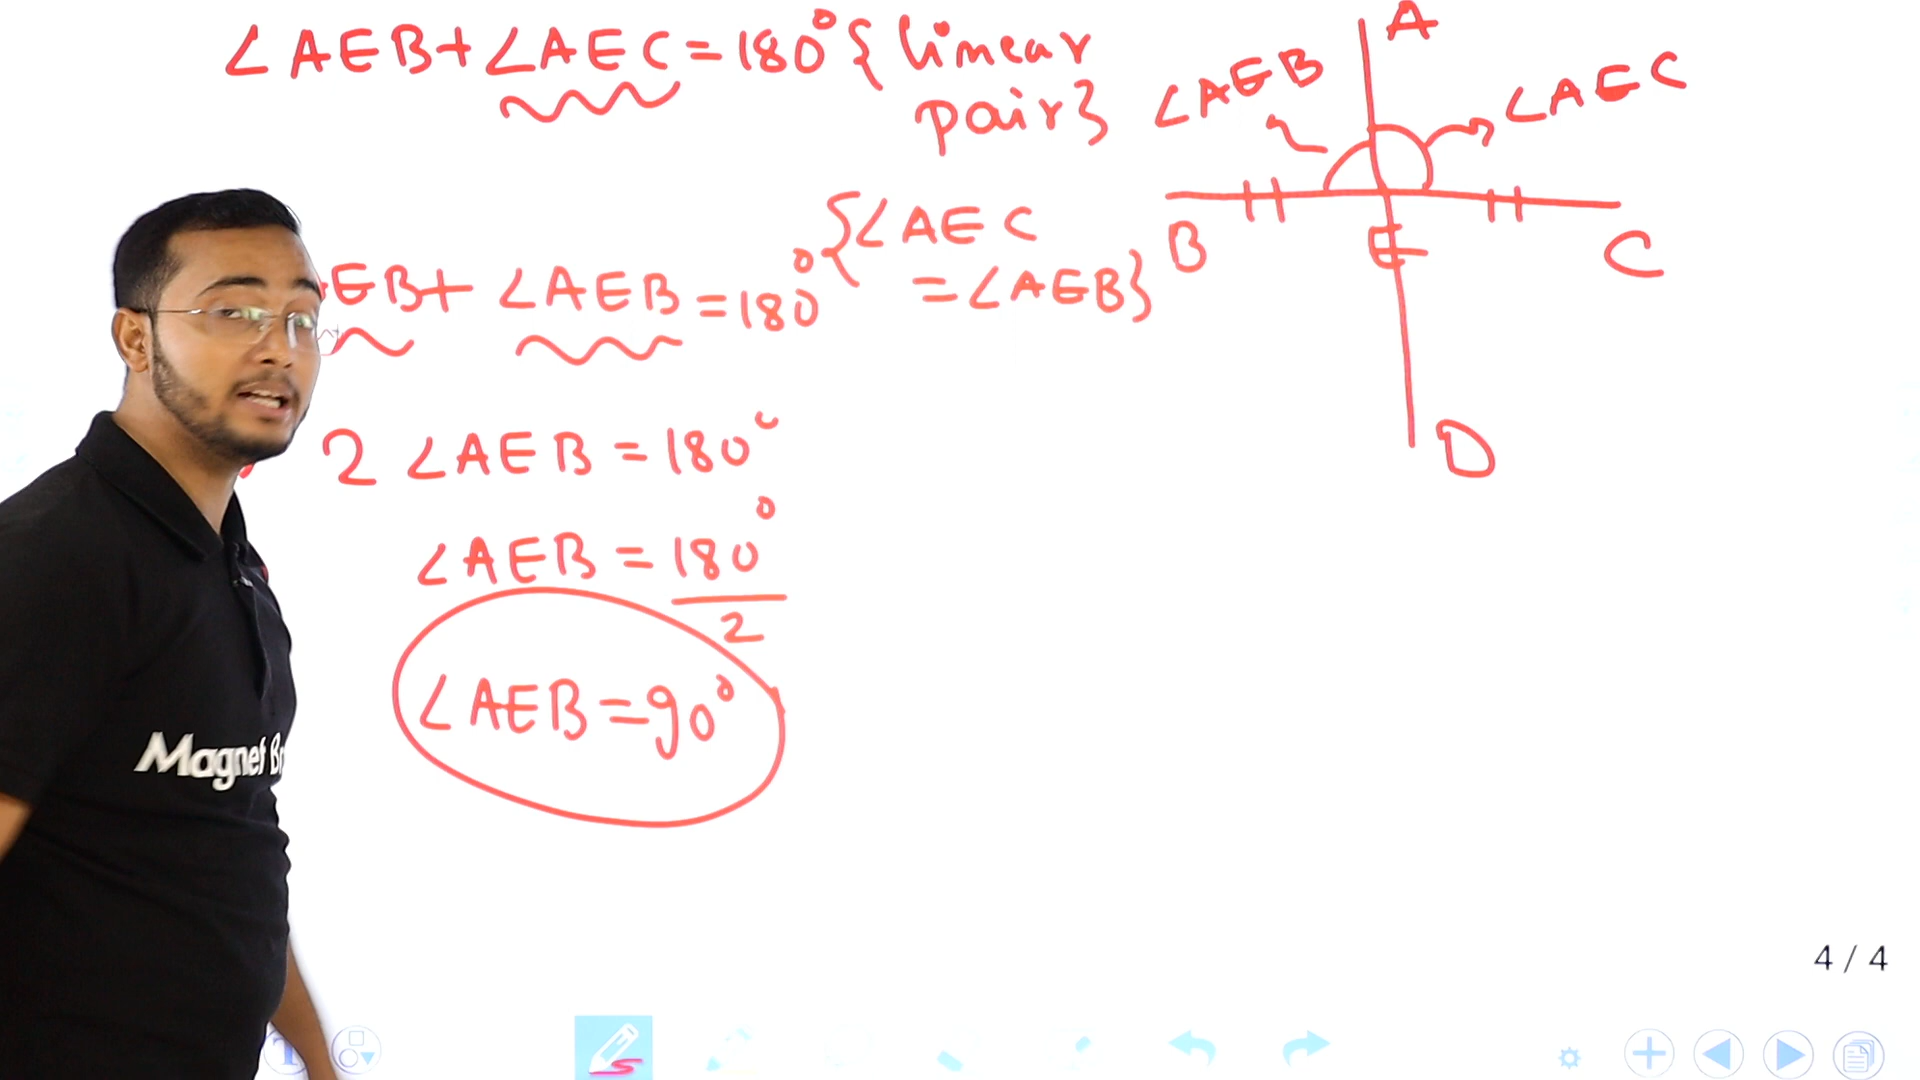 ∠AEB+∠AEC=180° {linear
pair}
EB+ ∠AEB=180° {∠AEC
=∠AEB}
2 ∠AEB=180°
∠AEB=180°
2
∠AEB=90°
A
∠AEB
∠AEC
B
E
C
D
Magnet
4 / 4